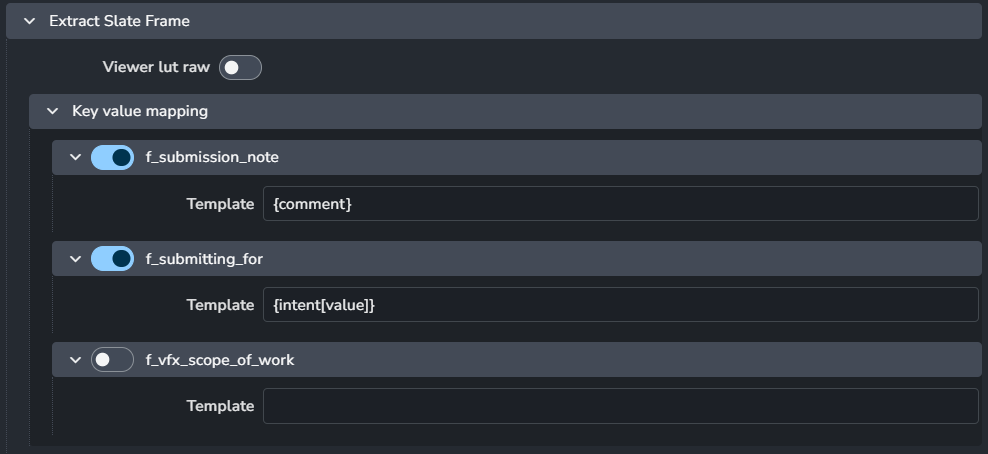 Extract Slate Frame
Viewer lut raw
Key value mapping
f_submission_note
Template {comment}
f_submitting_for
Template {intent[value]}
f_vfx_scope_of_work
Template